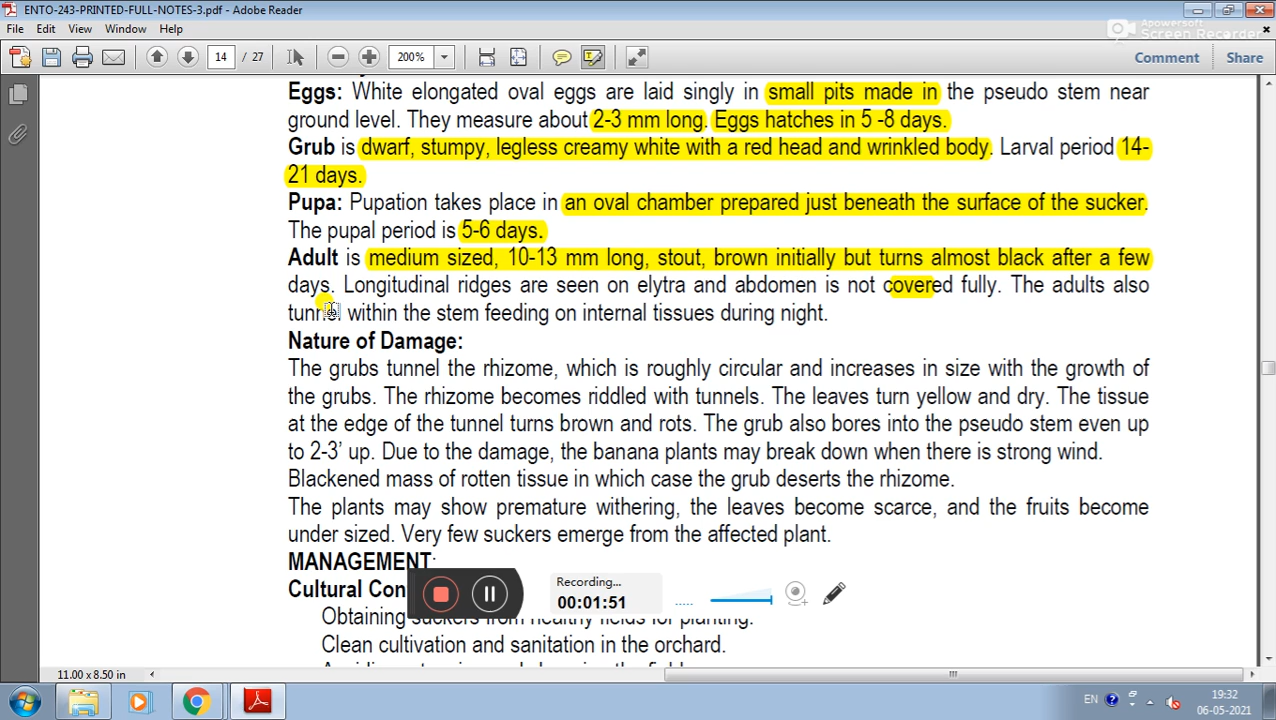 ENTO-243-PRINTED-FULL-NOTES-3.pdf - Adobe Reader
File Edit View Window Help
Apowersoft
Screen Recorder
14 / 27 200% Comment Share
Eggs: White elongated oval eggs are laid singly in small pits made in the pseudo stem near
ground level. They measure about 2-3 mm long. Eggs hatches in 5 -8 days.
Grub is dwarf, stumpy, legless creamy white with a red head and wrinkled body. Larval period 14-
21 days.
Pupa: Pupation takes place in an oval chamber prepared just beneath the surface of the sucker.
The pupal period is 5-6 days.
Adult is medium sized, 10-13 mm long, stout, brown initially but turns almost black after a few
days. Longitudinal ridges are seen on elytra and abdomen is not covered fully. The adults also
tunnel within the stem feeding on internal tissues during night.
Nature of Damage:
The grubs tunnel the rhizome, which is roughly circular and increases in size with the growth of
the grubs. The rhizome becomes riddled with tunnels. The leaves turn yellow and dry. The tissue
at the edge of the tunnel turns brown and rots. The grub also bores into the pseudo stem even up
to 2-3’ up. Due to the damage, the banana plants may break down when there is strong wind.
Blackened mass of rotten tissue in which case the grub deserts the rhizome.
The plants may show premature withering, the leaves become scarce, and the fruits become
under sized. Very few suckers emerge from the affected plant.
MANAGEMENT:
Cultural Con
Recording...
00:01:51
Obtaining suckers from healthy fields for planting.
Clean cultivation and sanitation in the orchard.
11.00 x 8.50 in
EN 19:32
06-05-2021